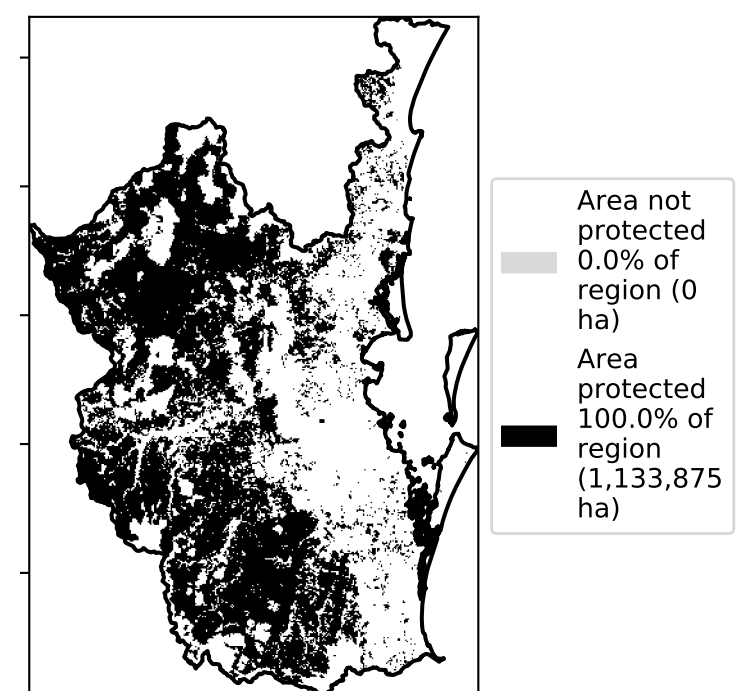 Area not
protected
0.0% of
region (0
ha)
Area
protected
100.0% of
region
(1,133,875
ha)